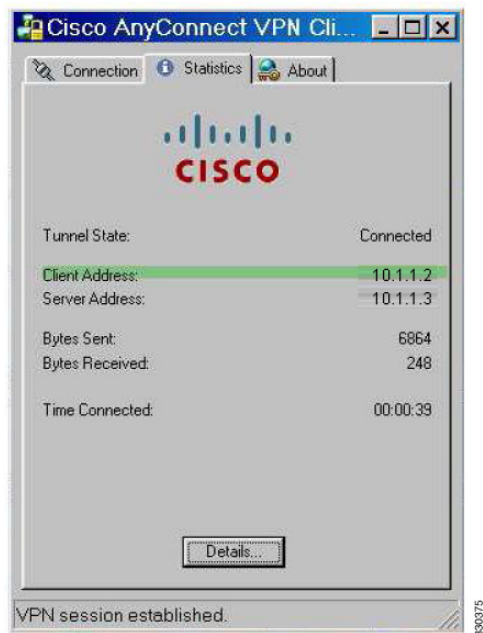 Cisco AnyConnect VPN Cli...
Connection Statistics About
CISCO
Tunnel State: Connected
Client Address: 10.1.1.2
Server Address: 10.1.1.3
Bytes Sent: 6864
Bytes Received: 248
Time Connected: 00:00:39
Details...
VPN session established.